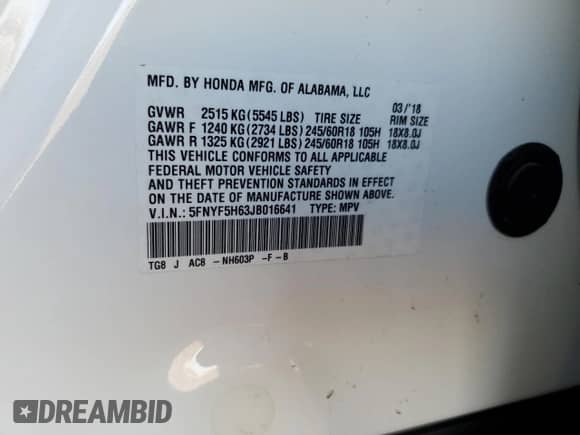 MFD. BY HONDA MFG. OF ALABAMA, LLC
03/'18
GVWR 2515 KG (5545 LBS) TIRE SIZE RIM SIZE
GAWR F 1240 KG (2734 LBS) 245/60R18 105H 18X8.0J
GAWR R 1325 KG (2921 LBS) 245/60R18 105H 18X8.0J
THIS VEHICLE CONFORMS TO ALL APPLICABLE
FEDERAL MOTOR VEHICLE SAFETY
AND THEFT PREVENTION STANDARDS IN EFFECT
ON THE DATE OF MANUFACTURE SHOWN ABOVE.
V.I.N.: 5FNYF5H63JB016641 TYPE: MPV
TG8 J AC8 -NH603P -F-B
DREAMBID